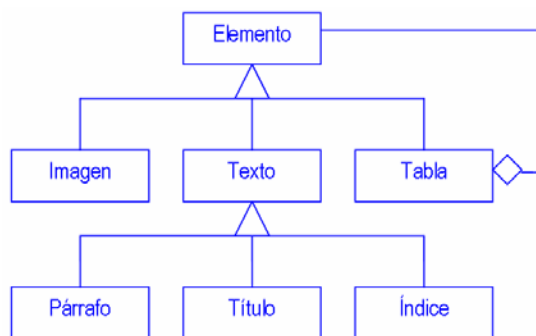 Elemento
Imagen
Texto
Tabla
Párrafo
Título
Índice